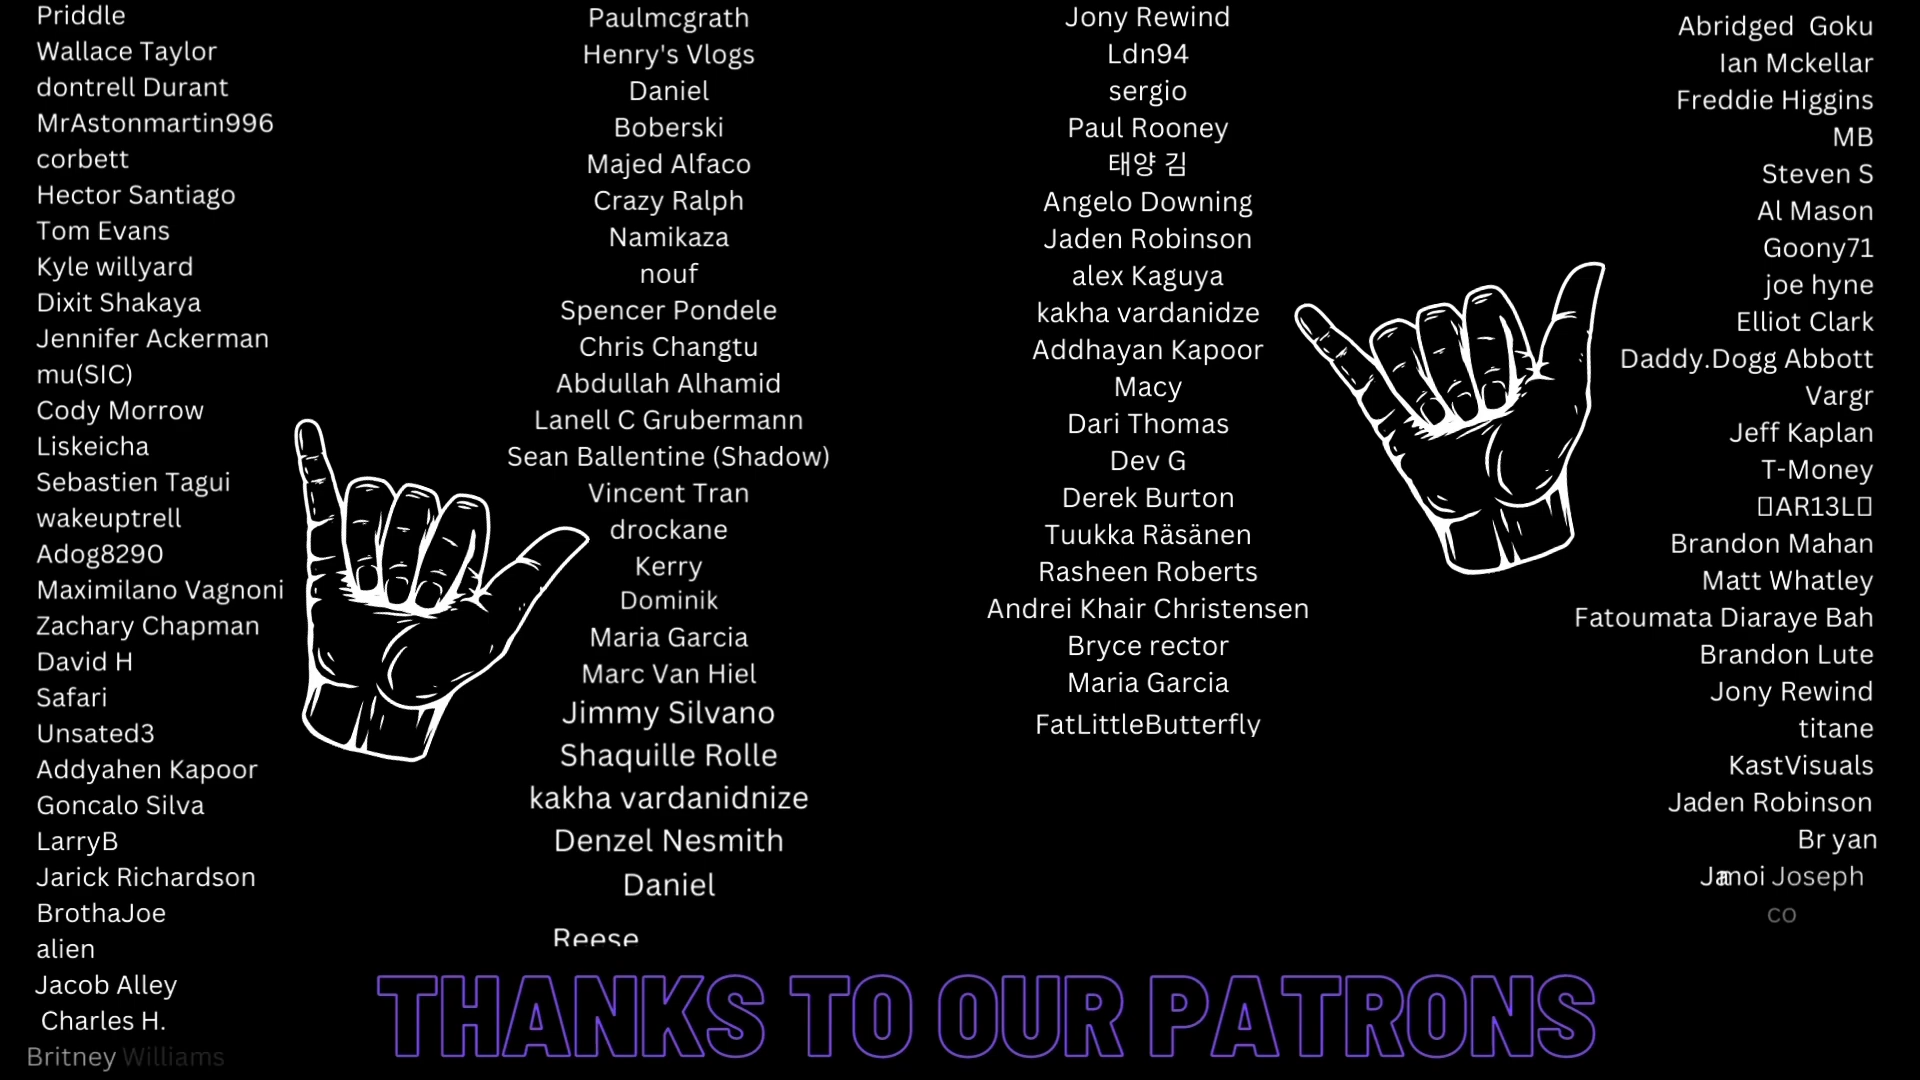 Priddle
Wallace Taylor
dontrell Durant
MrAstonmartin996
corbett
Hector Santiago
Tom Evans
Kyle willyard
Dixit Shakaya
Jennifer Ackerman
mu(SIC)
Cody Morrow
Liskeicha
Sebastien Tagui
wakeuptrell
Adog8290
Maximilano Vagnoni
Zachary Chapman
David H
Safari
Unsated3
Addyahen Kapoor
Goncalo Silva
LarryB
Jarick Richardson
BrothaJoe
alien
Jacob Alley
Charles H.
Britney Williams
Paulmcgrath
Henry's Vlogs
Daniel
Boberski
Majed Alfaco
Crazy Ralph
Namikaza
nouf
Spencer Pondele
Chris Changtu
Abdullah Alhamid
Lanell C Grubermann
Sean Ballentine (Shadow)
Vincent Tran
drockane
Kerry
Dominik
Maria Garcia
Marc Van Hiel
Jimmy Silvano
Shaquille Rolle
kakha vardanidnize
Denzel Nesmith
Daniel
Reese
Jony Rewind
Ldn94
sergio
Paul Rooney
태양 김
Angelo Downing
Jaden Robinson
alex Kaguya
kakha vardanidze
Addhayan Kapoor
Macy
Dari Thomas
Dev G
Derek Burton
Tuukka Räsänen
Rasheen Roberts
Andrei Khair Christensen
Bryce rector
Maria Garcia
FatLittleButterfly
Abridged Goku
Ian Mckellar
Freddie Higgins
MB
Steven S
Al Mason
Goony71
joe hyne
Elliot Clark
Daddy.Dogg Abbott
Vargr
Jeff Kaplan
T-Money
▯AR13L▯
Brandon Mahan
Matt Whatley
Fatoumata Diaraye Bah
Brandon Lute
Jony Rewind
titane
KastVisuals
Jaden Robinson
Br yan
Joseph
co
THANKS TO OUR PATRONS